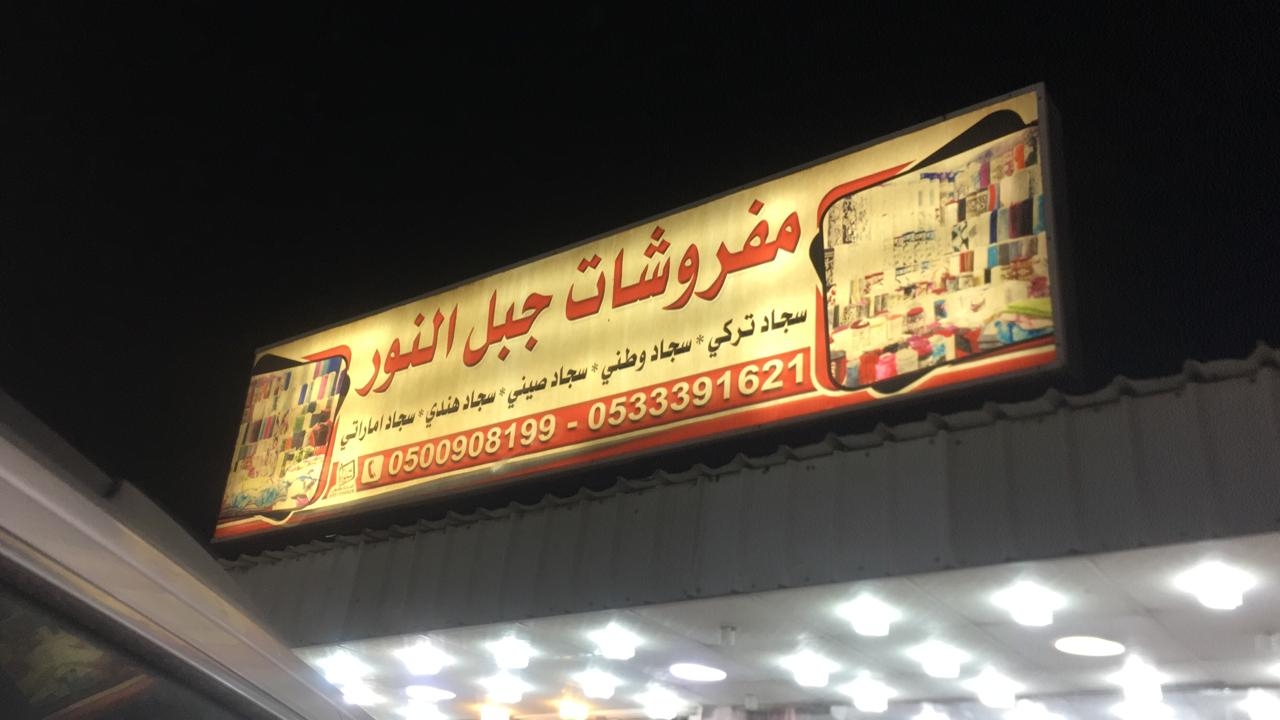 مفروشات جبل النور
سجاد تركي * سجاد وطني * سجاد صيني * سجاد هندي * سجاد اماراتي
0500908199 - 0533391621